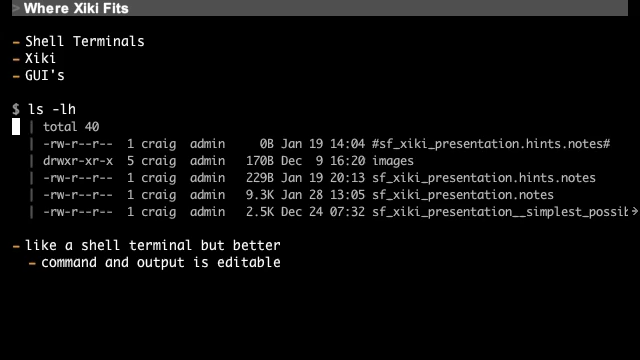 > Where Xiki Fits
- Shell Terminals
- Xiki
- GUI's
$ ls -lh
| total 40
| -rw-r--r-- 1 craig admin 0B Jan 19 14:04 #sf_xiki_presentation.hints.notes#
| drwxr-xr-x 5 craig admin 170B Dec 9 16:20 images
| -rw-r--r-- 1 craig admin 229B Jan 19 20:13 sf_xiki_presentation.hints.notes
| -rw-r--r-- 1 craig admin 9.3K Jan 28 13:05 sf_xiki_presentation.notes
| -rw-r--r-- 1 craig admin 2.5K Dec 24 07:32 sf_xiki_presentation__simplest_possib→
- like a shell terminal but better
- command and output is editable